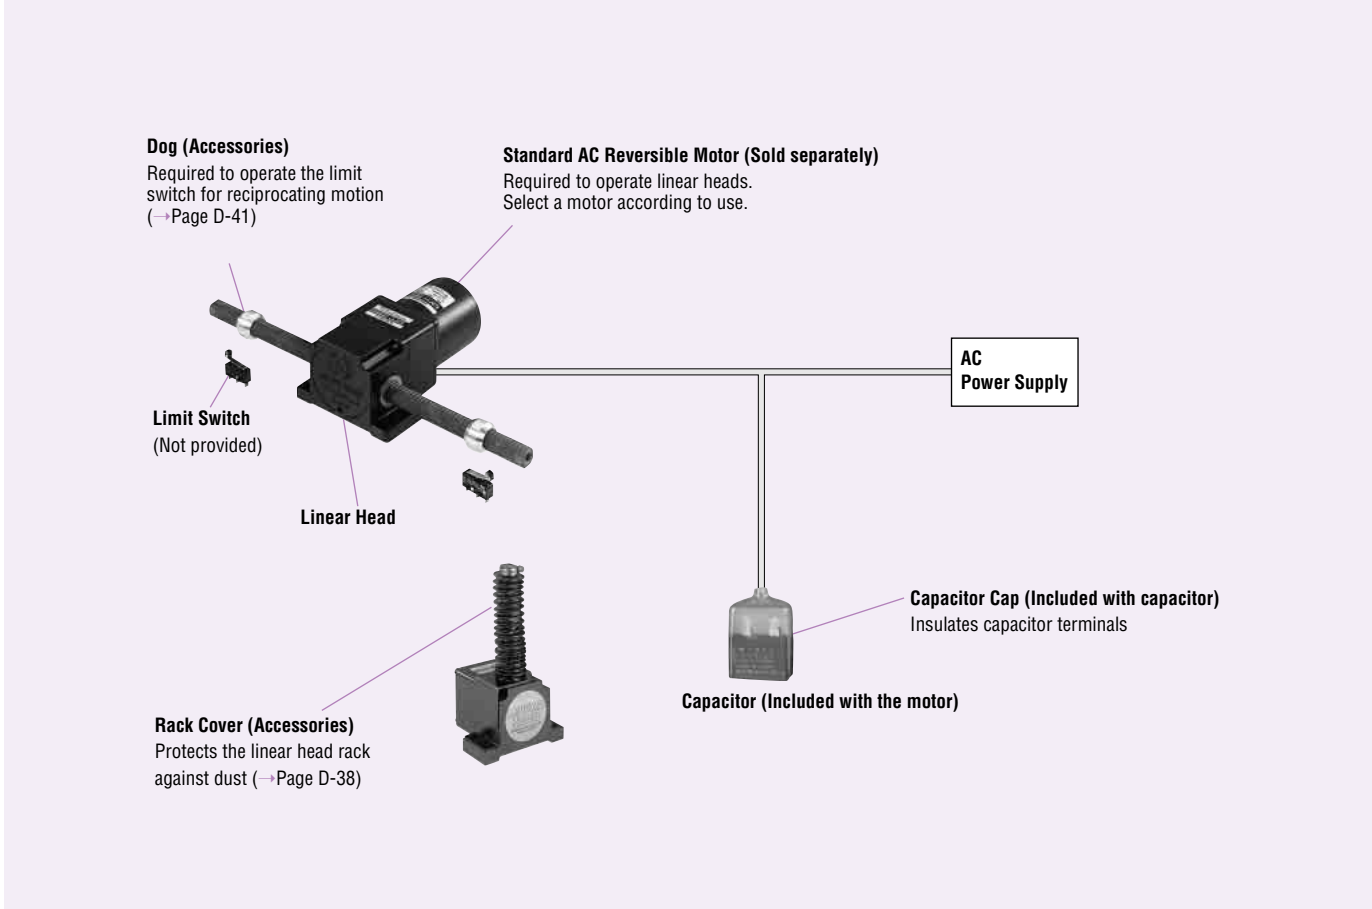 Dog (Accessories)
Required to operate the limit
switch for reciprocating motion
(→Page D-41)
Standard AC Reversible Motor (Sold separately)
Required to operate linear heads.
Select a motor according to use.
AC
Power Supply
Limit Switch
(Not provided)
Linear Head
Capacitor Cap (Included with capacitor)
Insulates capacitor terminals
Capacitor (Included with the motor)
Rack Cover (Accessories)
Protects the linear head rack
against dust (→Page D-38)